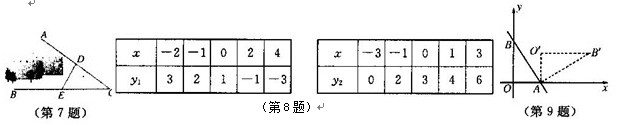 A
D
B
E
C
(第7题)
x −2 −1 0 2 4
y₁ 3 2 1 −1 −3
(第8题)
x −3 −1 0 1 3
y₂ 0 2 3 4 6
y
B
O'
B'
O
A
x
(第9题)